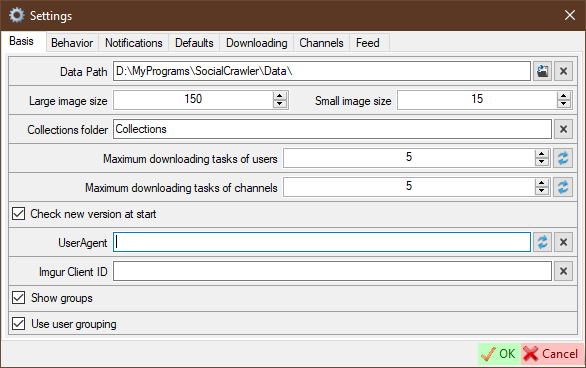 Settings
Basis Behavior Notifications Defaults Downloading Channels Feed
Data Path D:\MyPrograms\SocialCrawler\Data\
Large image size 150 Small image size 15
Collections folder Collections
Maximum downloading tasks of users 5
Maximum downloading tasks of channels 5
Check new version at start
UserAgent
Imgur Client ID
Show groups
Use user grouping
OK Cancel